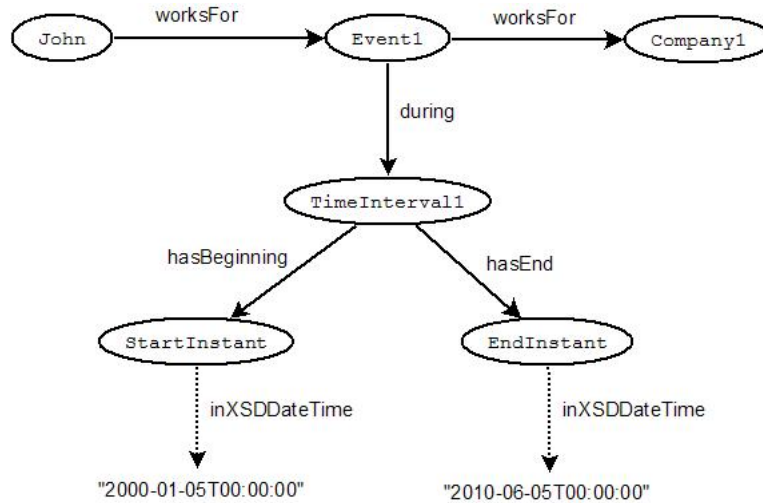 worksFor
worksFor
John
Event1
Company1
during
TimeInterval1
hasBeginning
hasEnd
StartInstant
EndInstant
inXSDDateTime
inXSDDateTime
"2000-01-05T00:00:00"
"2010-06-05T00:00:00"